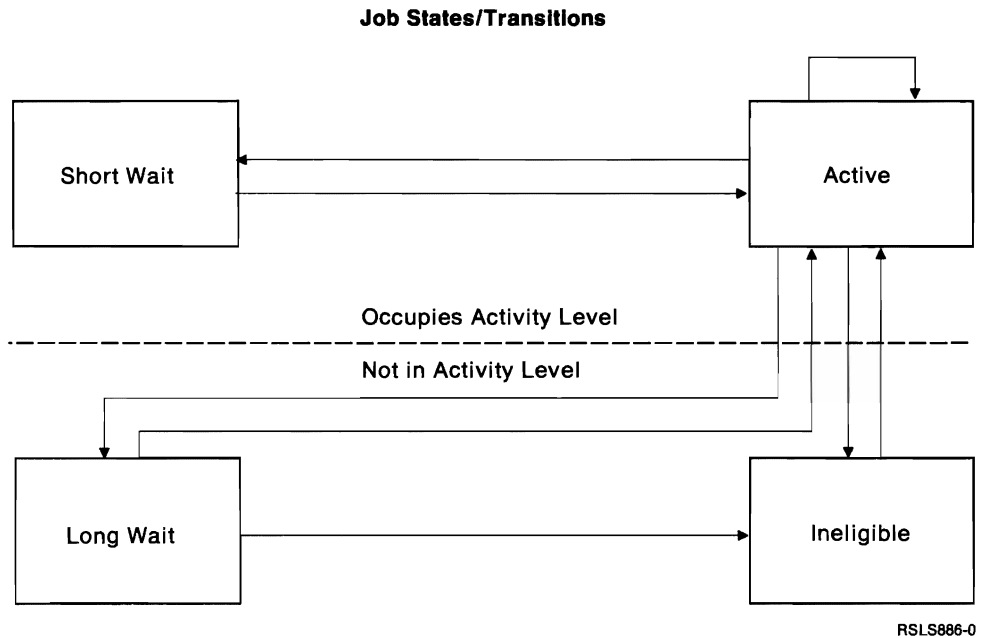 Job States/Transitions
Short Wait
Active
Occupies Activity Level
Not in Activity Level
Long Wait
Ineligible
RSLS886-0